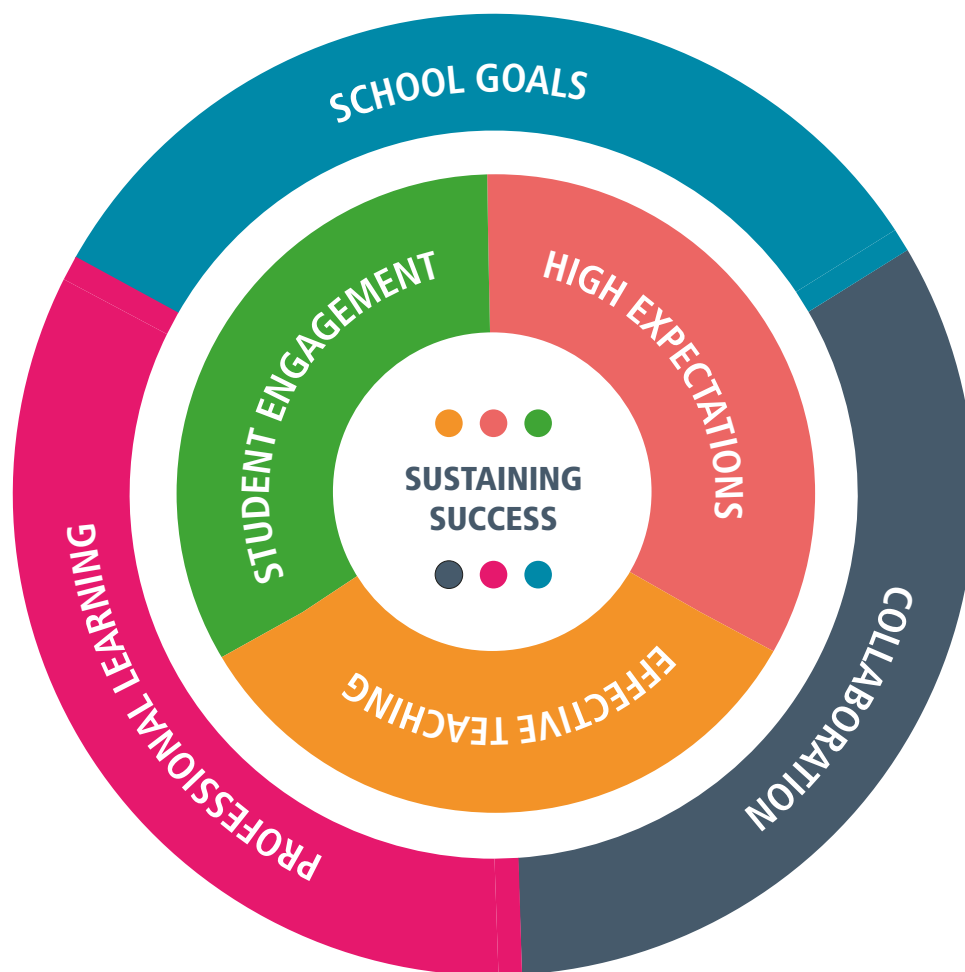 SCHOOL GOALS
STUDENT ENGAGEMENT
HIGH EXPECTATIONS
SUSTAINING
SUCCESS
EFFECTIVE TEACHING
PROFESSIONAL LEARNING
COLLABORATION